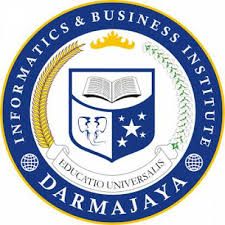 INFORMATICS & BUSINESS INSTITUTE
EDUCATIO UNIVERSALIS
DARMAJAYA